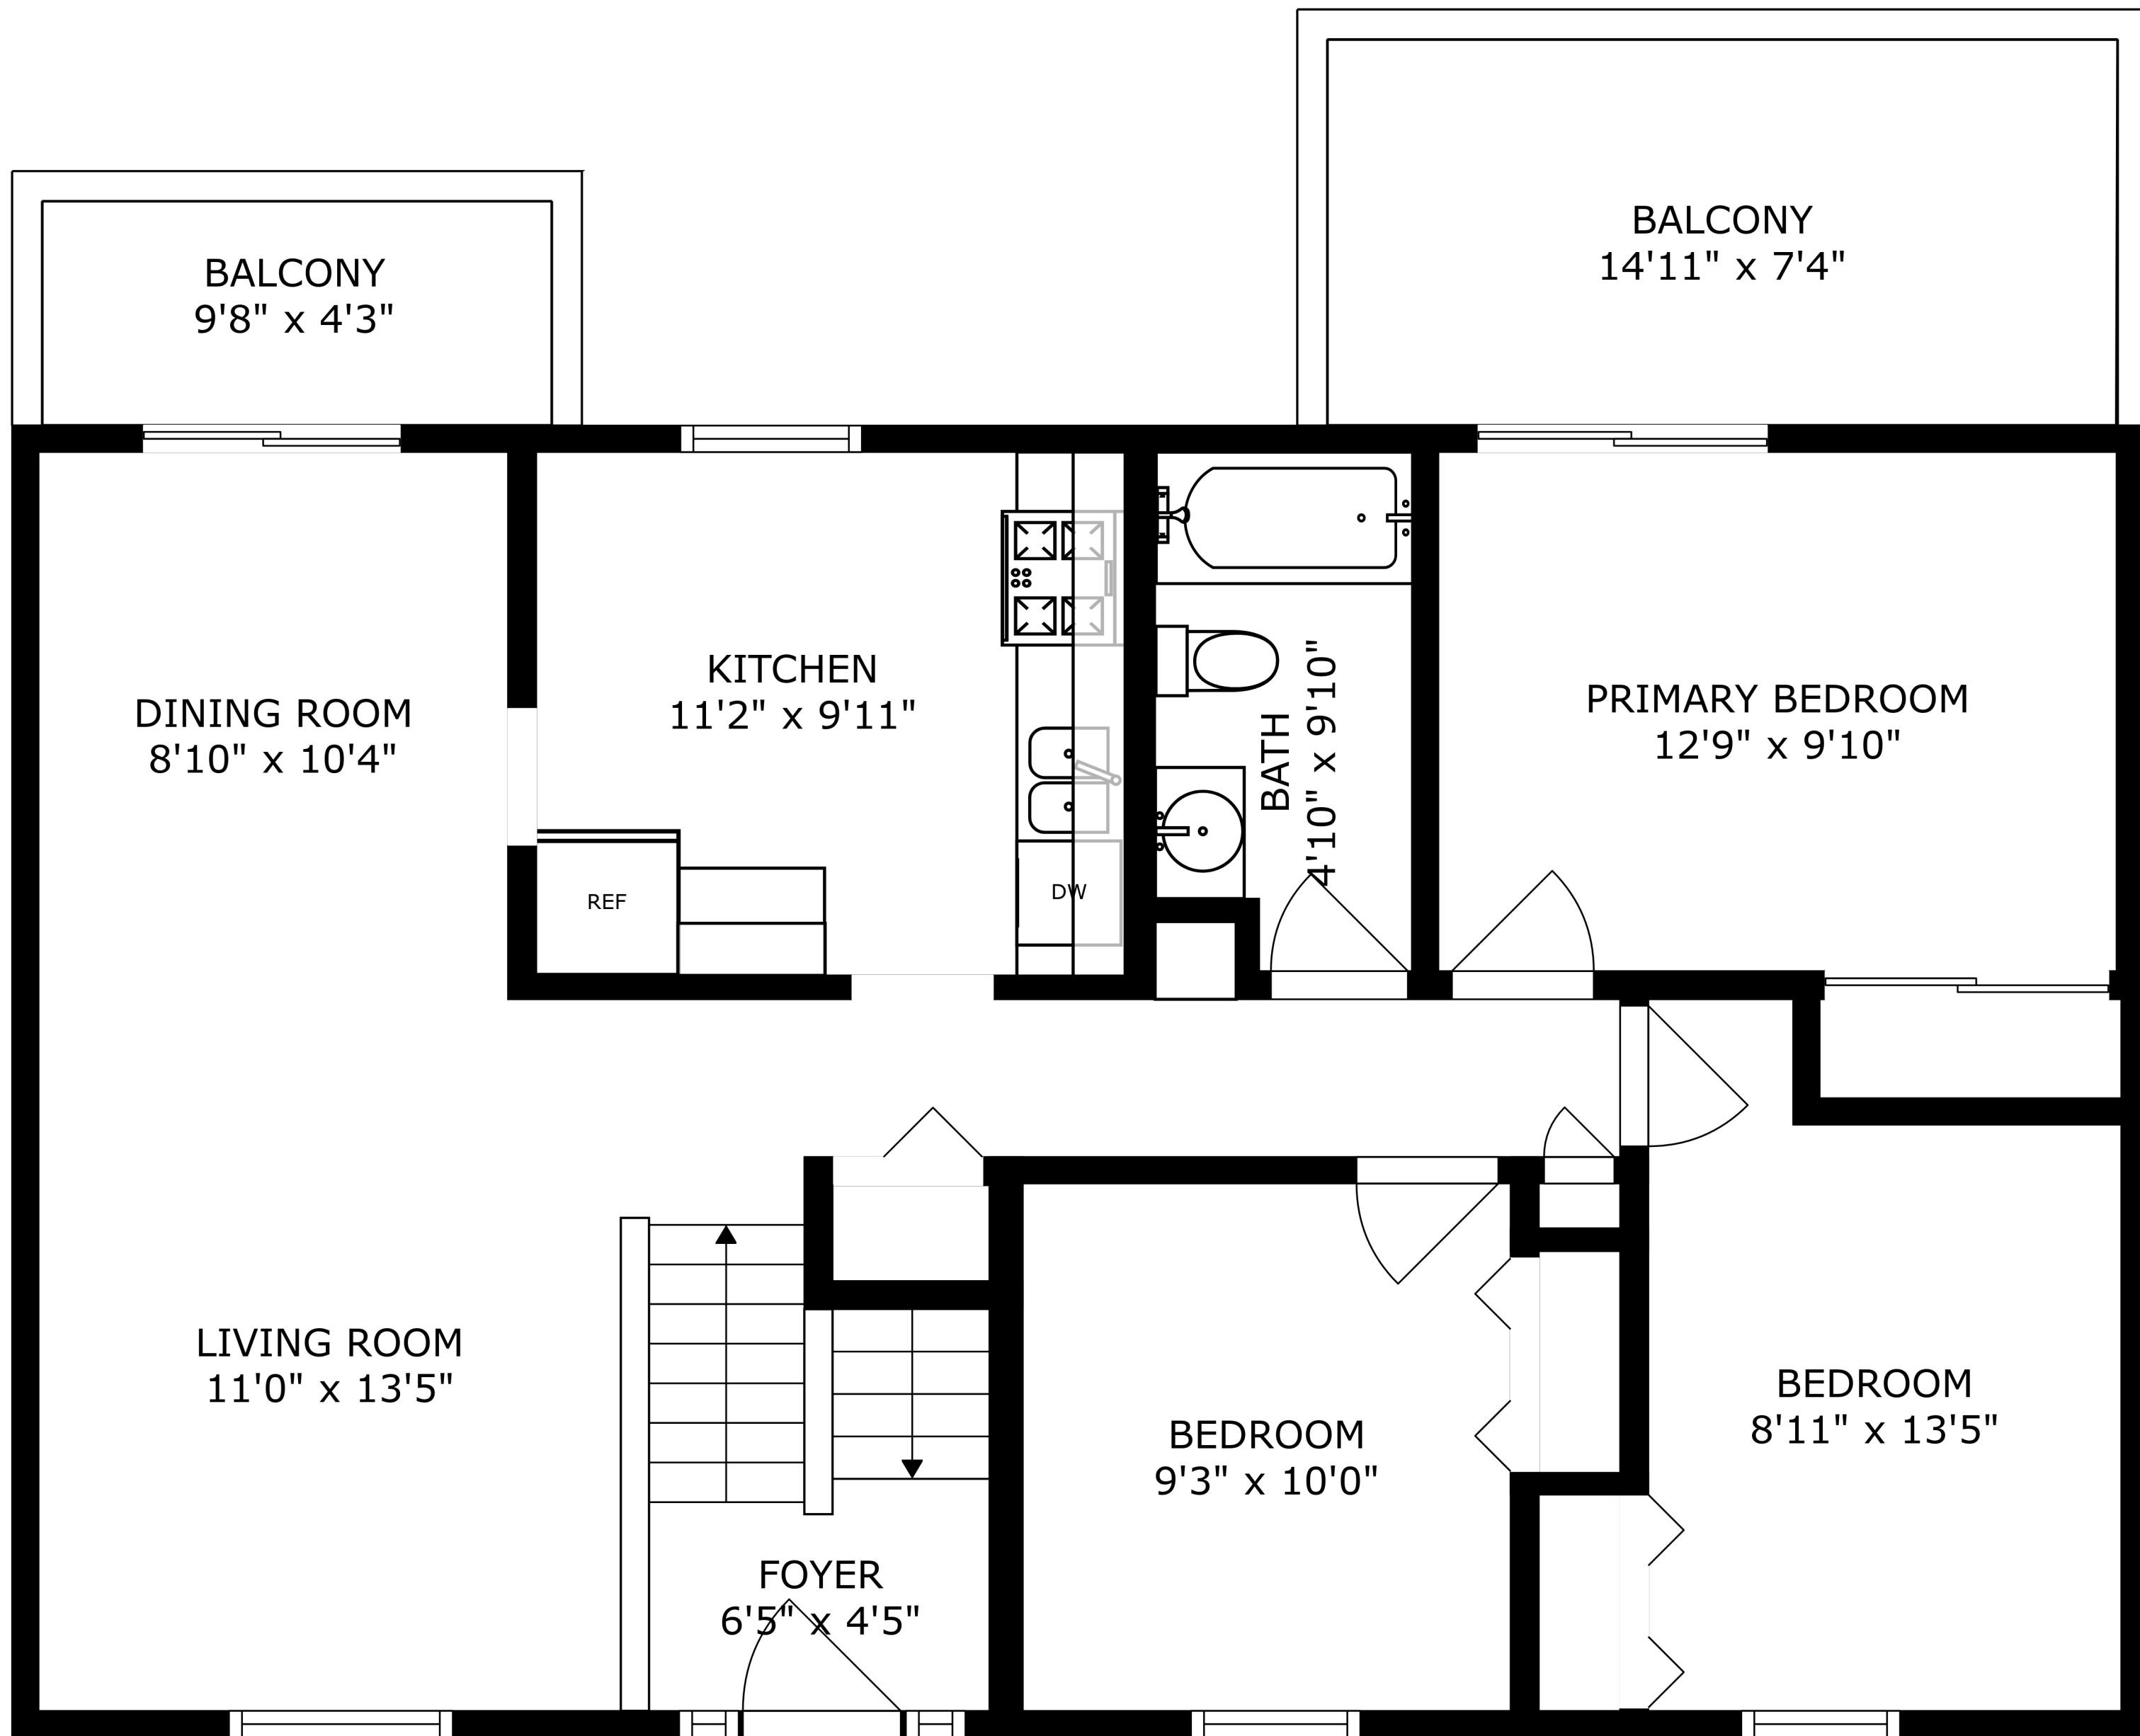 BALCONY
14'11" x 7'4"
BALCONY
9'8" x 4'3"
DINING ROOM
8'10" x 10'4"
KITCHEN
11'2" x 9'11"
REF
DW
BATH
4'10" x 9'10"
PRIMARY BEDROOM
12'9" x 9'10"
LIVING ROOM
11'0" x 13'5"
FOYER
6'5" x 4'5"
BEDROOM
9'3" x 10'0"
BEDROOM
8'11" x 13'5"